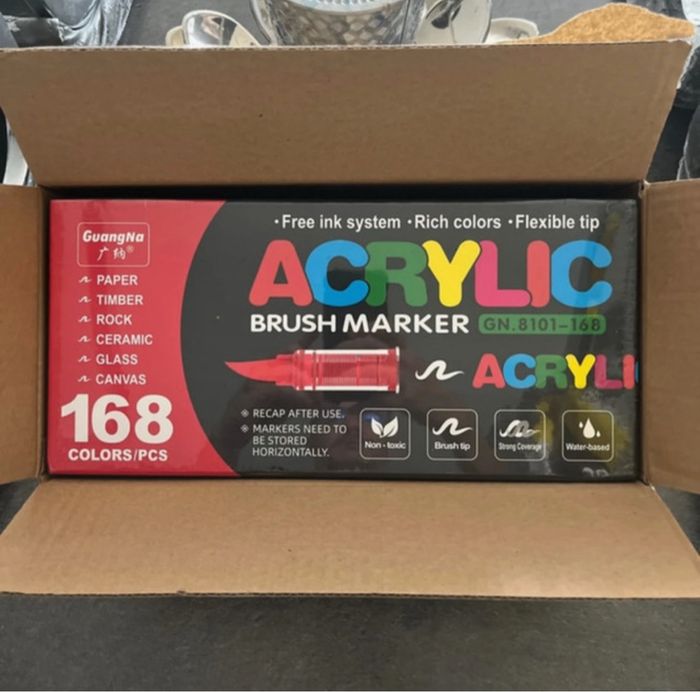 GuangNa
广纳®
PAPER
TIMBER
ROCK
CERAMIC
GLASS
CANVAS
168
COLORS/PCS
·Free ink system ·Rich colors ·Flexible tip
ACRYLIC
BRUSH MARKER GN.8101-168
ACRYLI
RECAP AFTER USE.
MARKERS NEED TO
BE STORED
HORIZONTALLY.
Non-toxic
Brush tip
Strong Coverage
Water-based